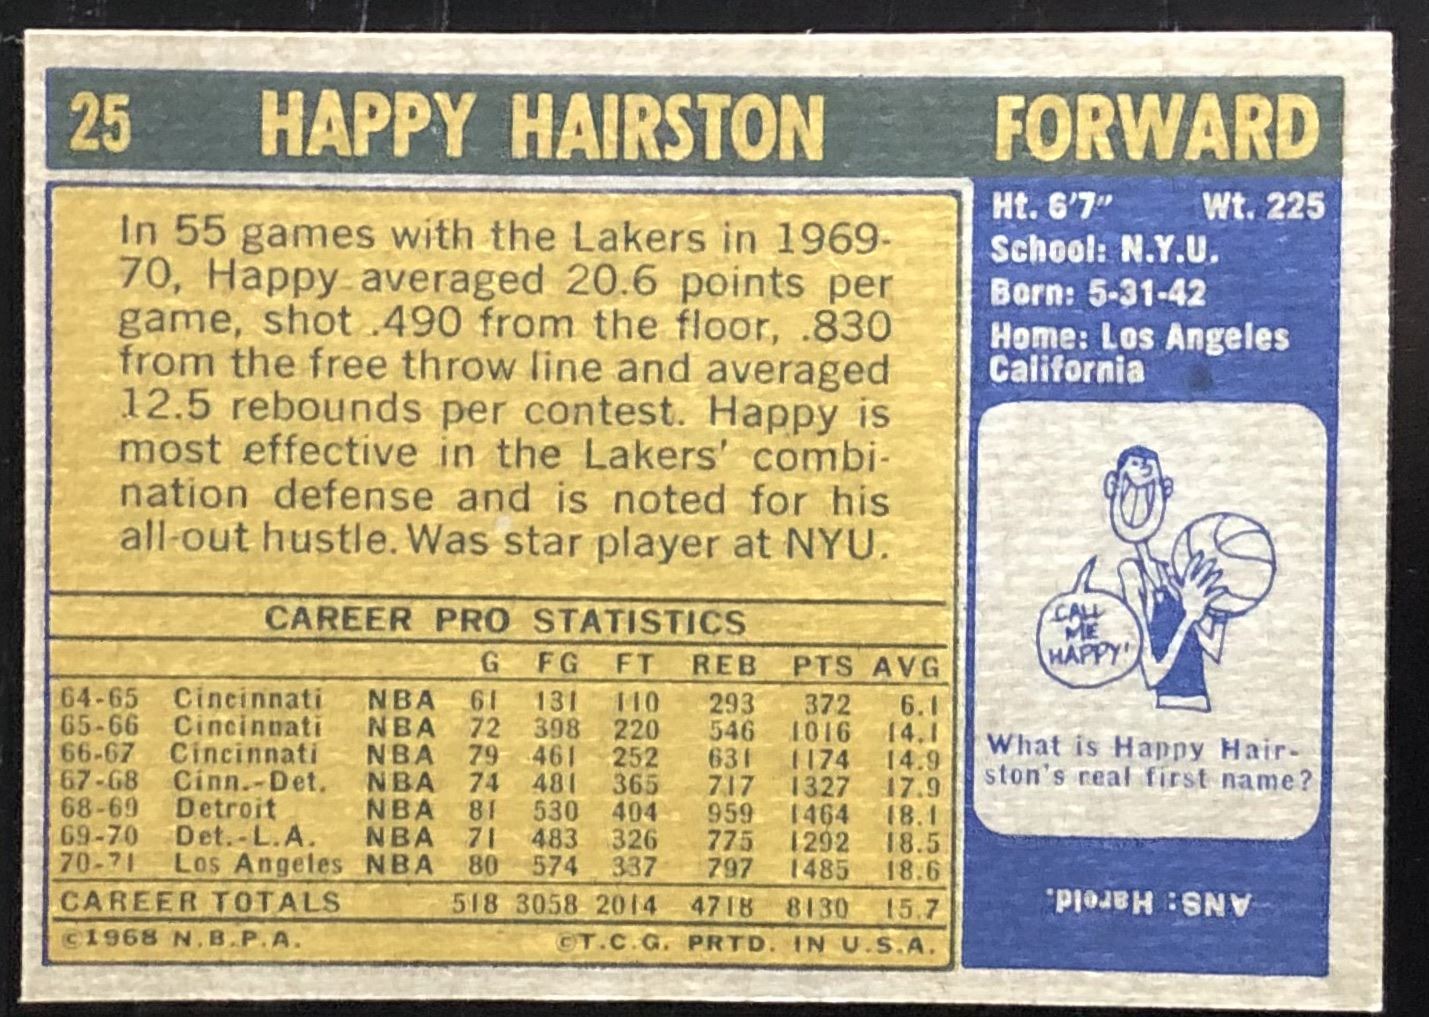 25 HAPPY HAIRSTON FORWARD
In 55 games with the Lakers in 1969-
70, Happy averaged 20.6 points per
game, shot .490 from the floor, .830
from the free throw line and averaged
12.5 rebounds per contest. Happy is
most effective in the Lakers' combi-
nation defense and is noted for his
all-out hustle. Was star player at NYU.
CAREER PRO STATISTICS
G FG FT REB PTS AVG
64-65 Cincinnati NBA 61 131 110 293 372 6.1
65-66 Cincinnati NBA 72 398 220 546 1016 14.1
66-67 Cincinnati NBA 79 461 252 631 1174 14.9
67-68 Cinn.-Det. NBA 74 481 365 717 1327 17.9
68-69 Detroit NBA 81 530 404 959 1464 18.1
69-70 Det.-L.A. NBA 71 483 326 775 1292 18.5
70-71 Los Angeles NBA 80 574 337 797 1485 18.6
CAREER TOTALS 518 3058 2014 4718 8130 15.7
©1968 N.B.P.A. ©T.C.G. PRTD. IN U.S.A.
Ht. 6'7" Wt. 225
School: N.Y.U.
Born: 5-31-42
Home: Los Angeles
California
CALL
ME
HAPPY!
What is Happy Hair-
ston's real first name?
ANS: Harold.